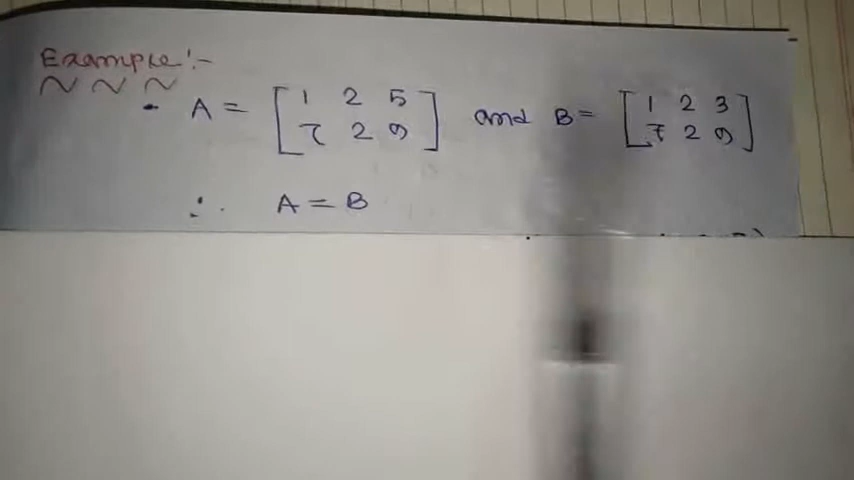 Example :-
A = [ 1 2 5 ] and B = [ 1 2 3 ]
[ 7 2 9 ] [ 7 2 9 ]
∴ A = B